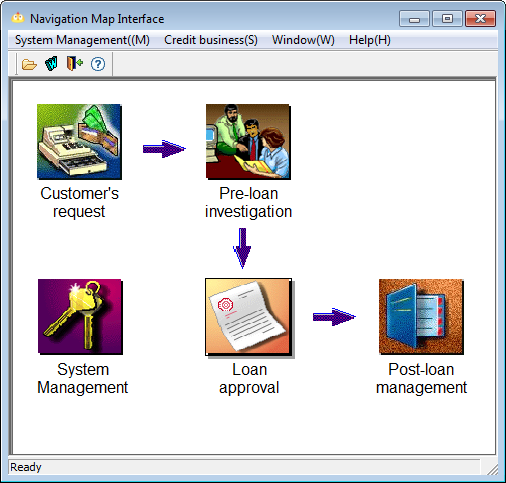 Navigation Map Interface
System Management((M) Credit business(S) Window(W) Help(H)
Customer's
request
Pre-loan
investigation
System
Management
Loan
approval
Post-loan
management
Ready